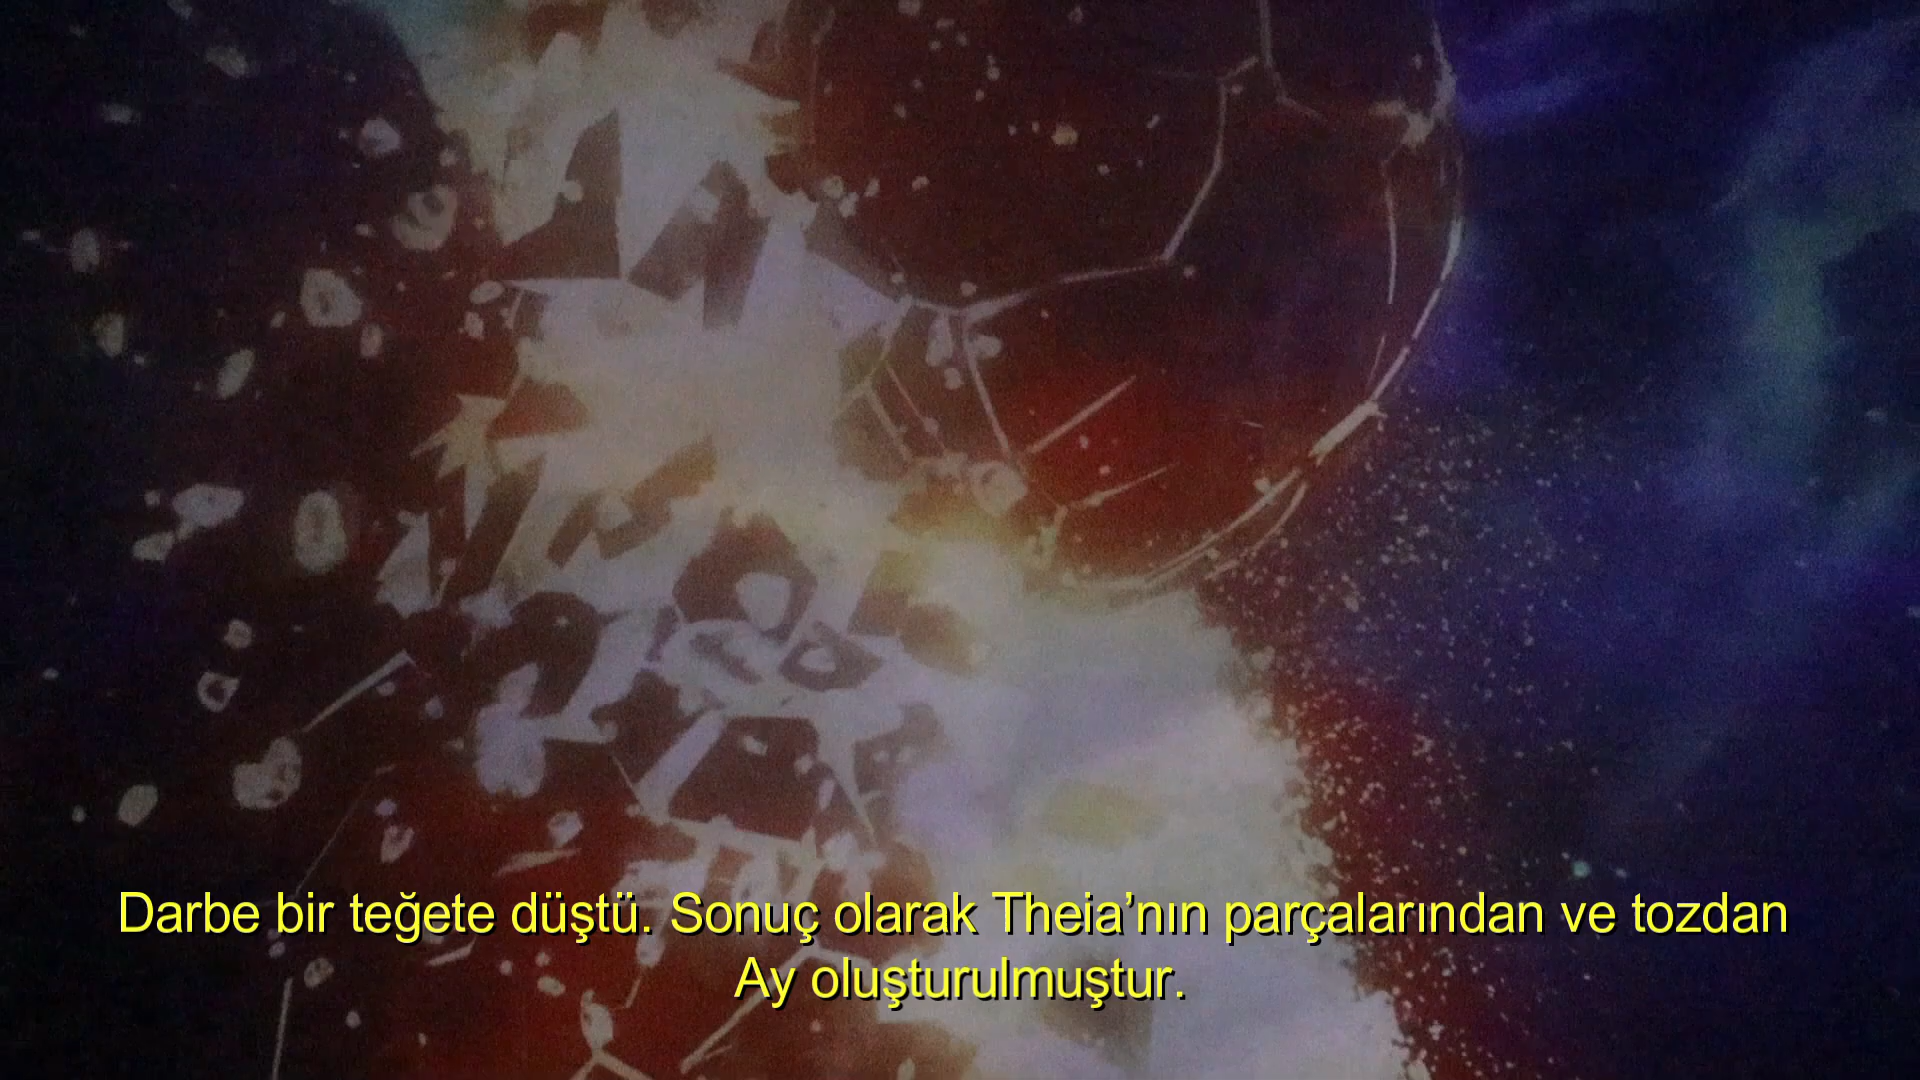 Darbe bir teğete düştü. Sonuç olarak Theia’nın parçalarından ve tozdan
Ay oluşturulmuştur.